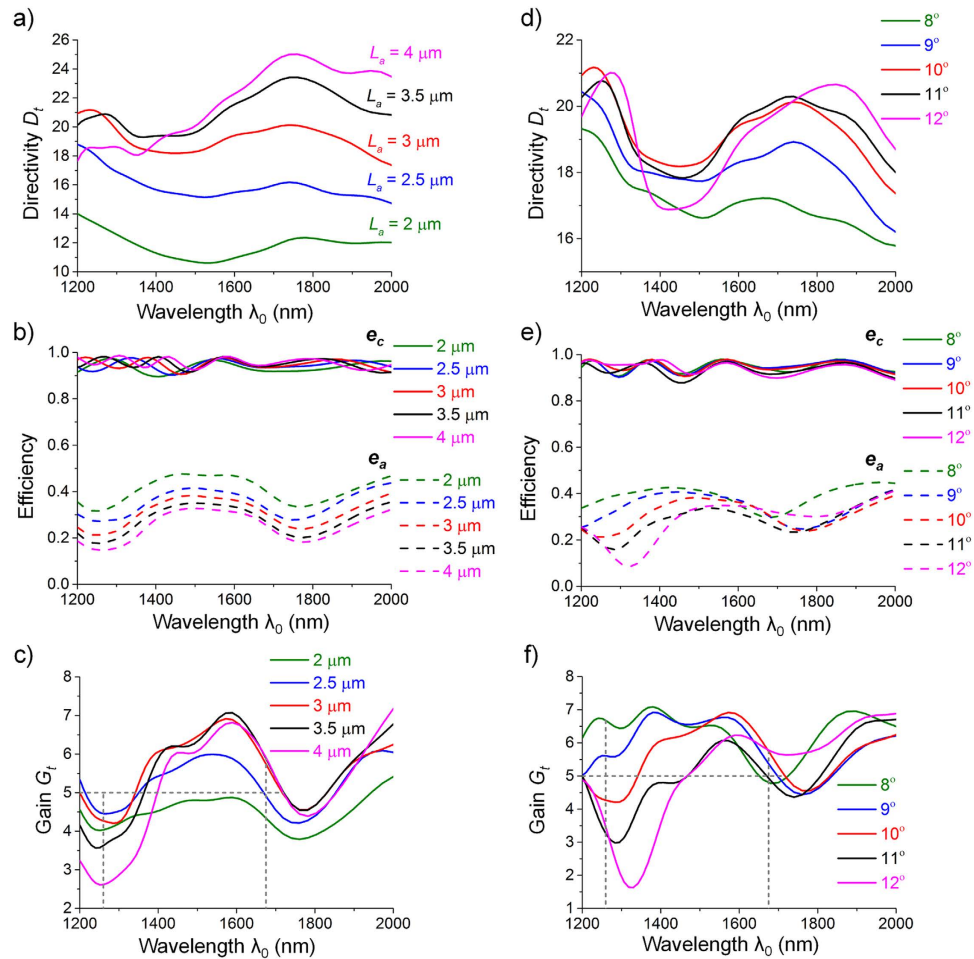 a)
Directivity Dt
26
24
22
20
18
16
14
12
10
La = 4 μm
La = 3.5 μm
La = 3 μm
La = 2.5 μm
La = 2 μm
1200 1400 1600 1800 2000
Wavelength λ0 (nm)
d)
Directivity Dt
22
20
18
16
8°
9°
10°
11°
12°
1200 1400 1600 1800 2000
Wavelength λ0 (nm)
b)
Efficiency
1.0
0.8
0.6
0.4
0.2
0.0
ec
2 μm
2.5 μm
3 μm
3.5 μm
4 μm
ea
2 μm
2.5 μm
3 μm
3.5 μm
4 μm
1200 1400 1600 1800 2000
Wavelength λ0 (nm)
e)
Efficiency
1.0
0.8
0.6
0.4
0.2
0.0
ec
8°
9°
10°
11°
12°
ea
8°
9°
10°
11°
12°
1200 1400 1600 1800 2000
Wavelength λ0 (nm)
c)
Gain Gt
8
7
6
5
4
3
2
2 μm
2.5 μm
3 μm
3.5 μm
4 μm
1200 1400 1600 1800 2000
Wavelength λ0 (nm)
f)
Gain Gt
8
7
6
5
4
3
2
1
8°
9°
10°
11°
12°
1200 1400 1600 1800 2000
Wavelength λ0 (nm)